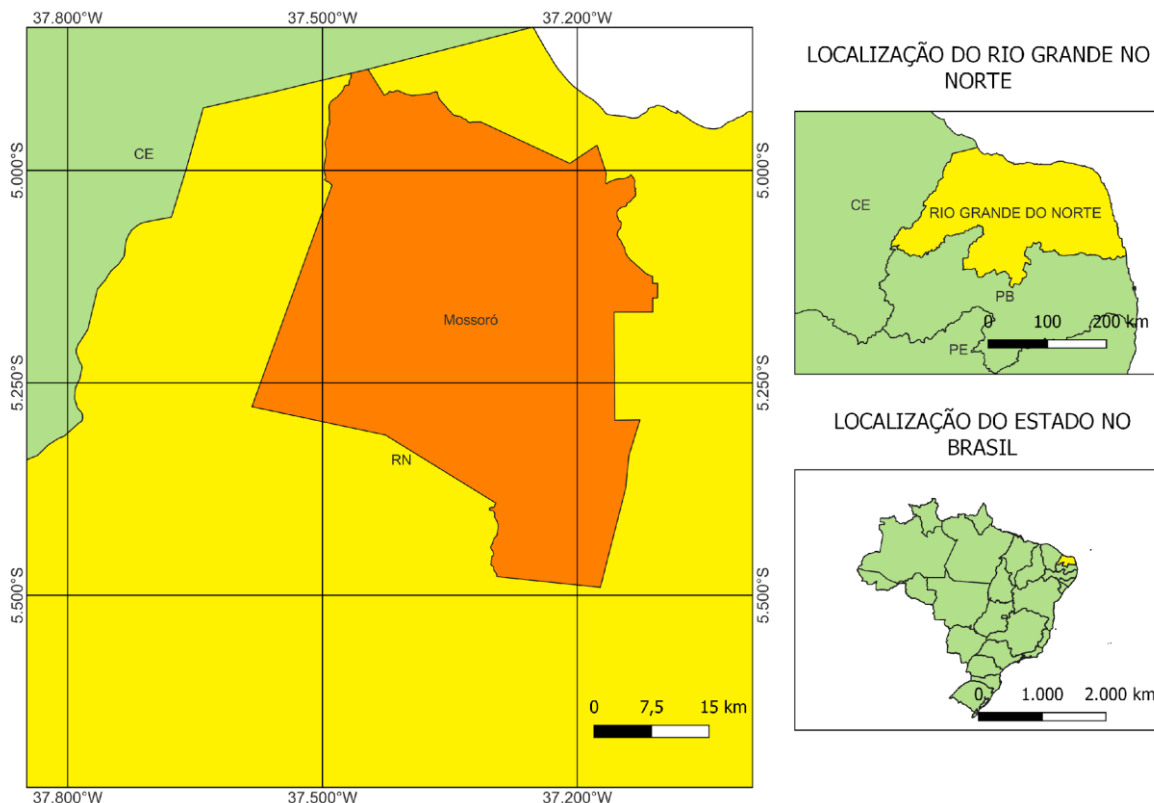 37.800°W
37.500°W
37.200°W
5.000°S
5.250°S
5.500°S
CE
Mossoró
RN
0 7,5 15 km
5.000°S
5.250°S
5.500°S
37.800°W
37.500°W
37.200°W
LOCALIZAÇÃO DO RIO GRANDE NO
NORTE
CE
RIO GRANDE DO NORTE
PB
0 100 200 km
PE
LOCALIZAÇÃO DO ESTADO NO
BRASIL
0 1.000 2.000 km